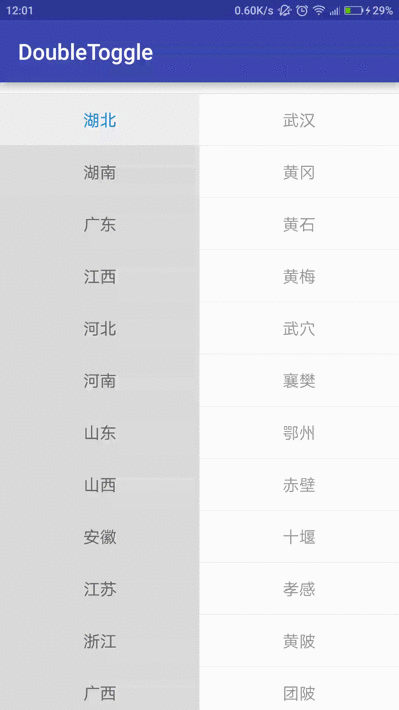 12:01 0.60K/s 29%
DoubleToggle
湖北 武汉
湖南 黄冈
广东 黄石
江西 黄梅
河北 武穴
河南 襄樊
山东 鄂州
山西 赤壁
安徽 十堰
江苏 孝感
浙江 黄陂
广西 团陂